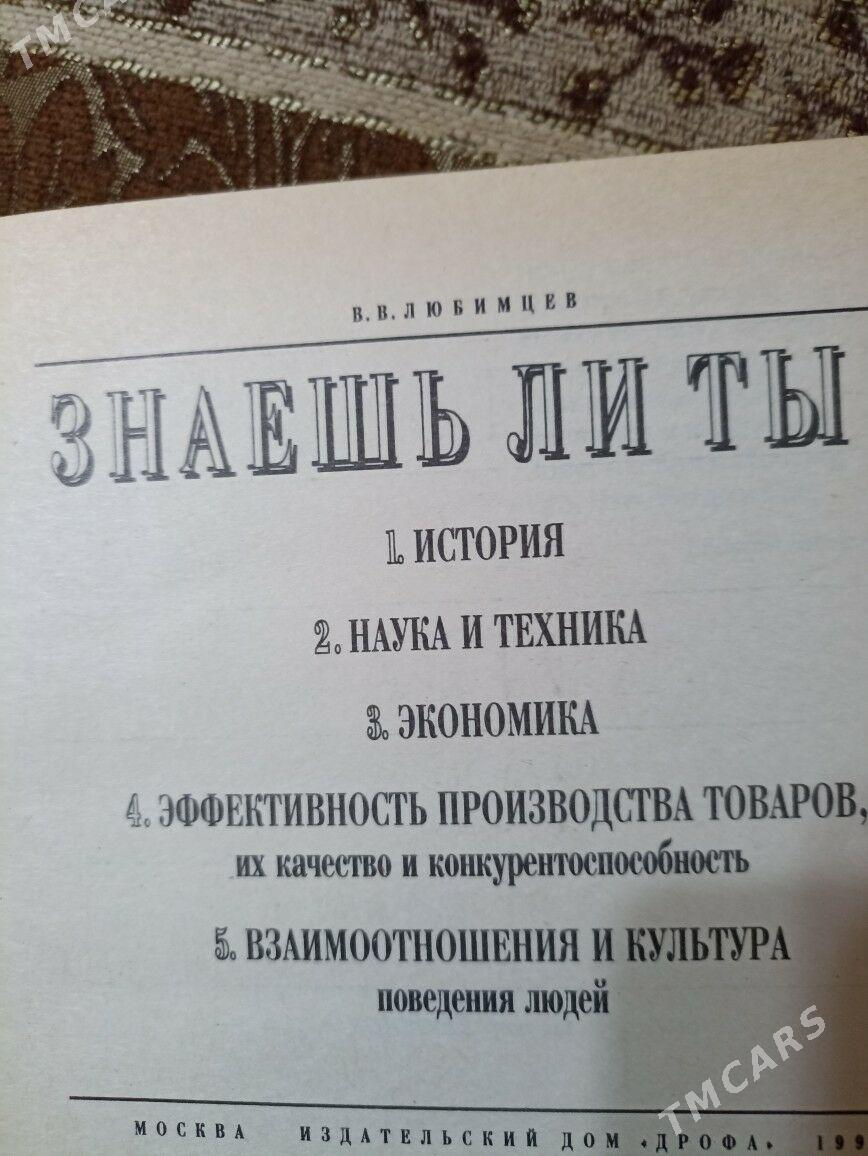 TMCARS
В.В.ЛЮБИМЦЕВ
ЗНАЕШЬ ЛИ ТЫ
1. ИСТОРИЯ
2. НАУКА И ТЕХНИКА
3. ЭКОНОМИКА
4. ЭФФЕКТИВНОСТЬ ПРОИЗВОДСТВА ТОВАРОВ,
их качество и конкурентоспособность
5. ВЗАИМООТНОШЕНИЯ И КУЛЬТУРА
поведения людей
TMCARS
МОСКВА ИЗДАТЕЛЬСКИЙ ДОМ «ДРОФА» 199